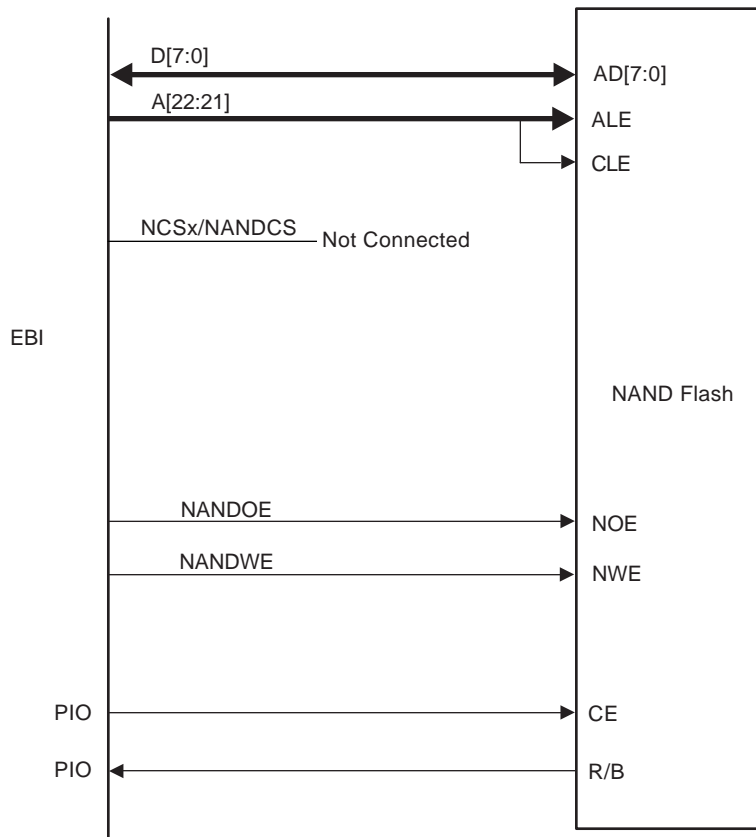 D[7:0]
AD[7:0]
A[22:21]
ALE
CLE
NCSx/NANDCS
Not Connected
EBI
NAND Flash
NANDOE
NOE
NANDWE
NWE
PIO
CE
PIO
R/B